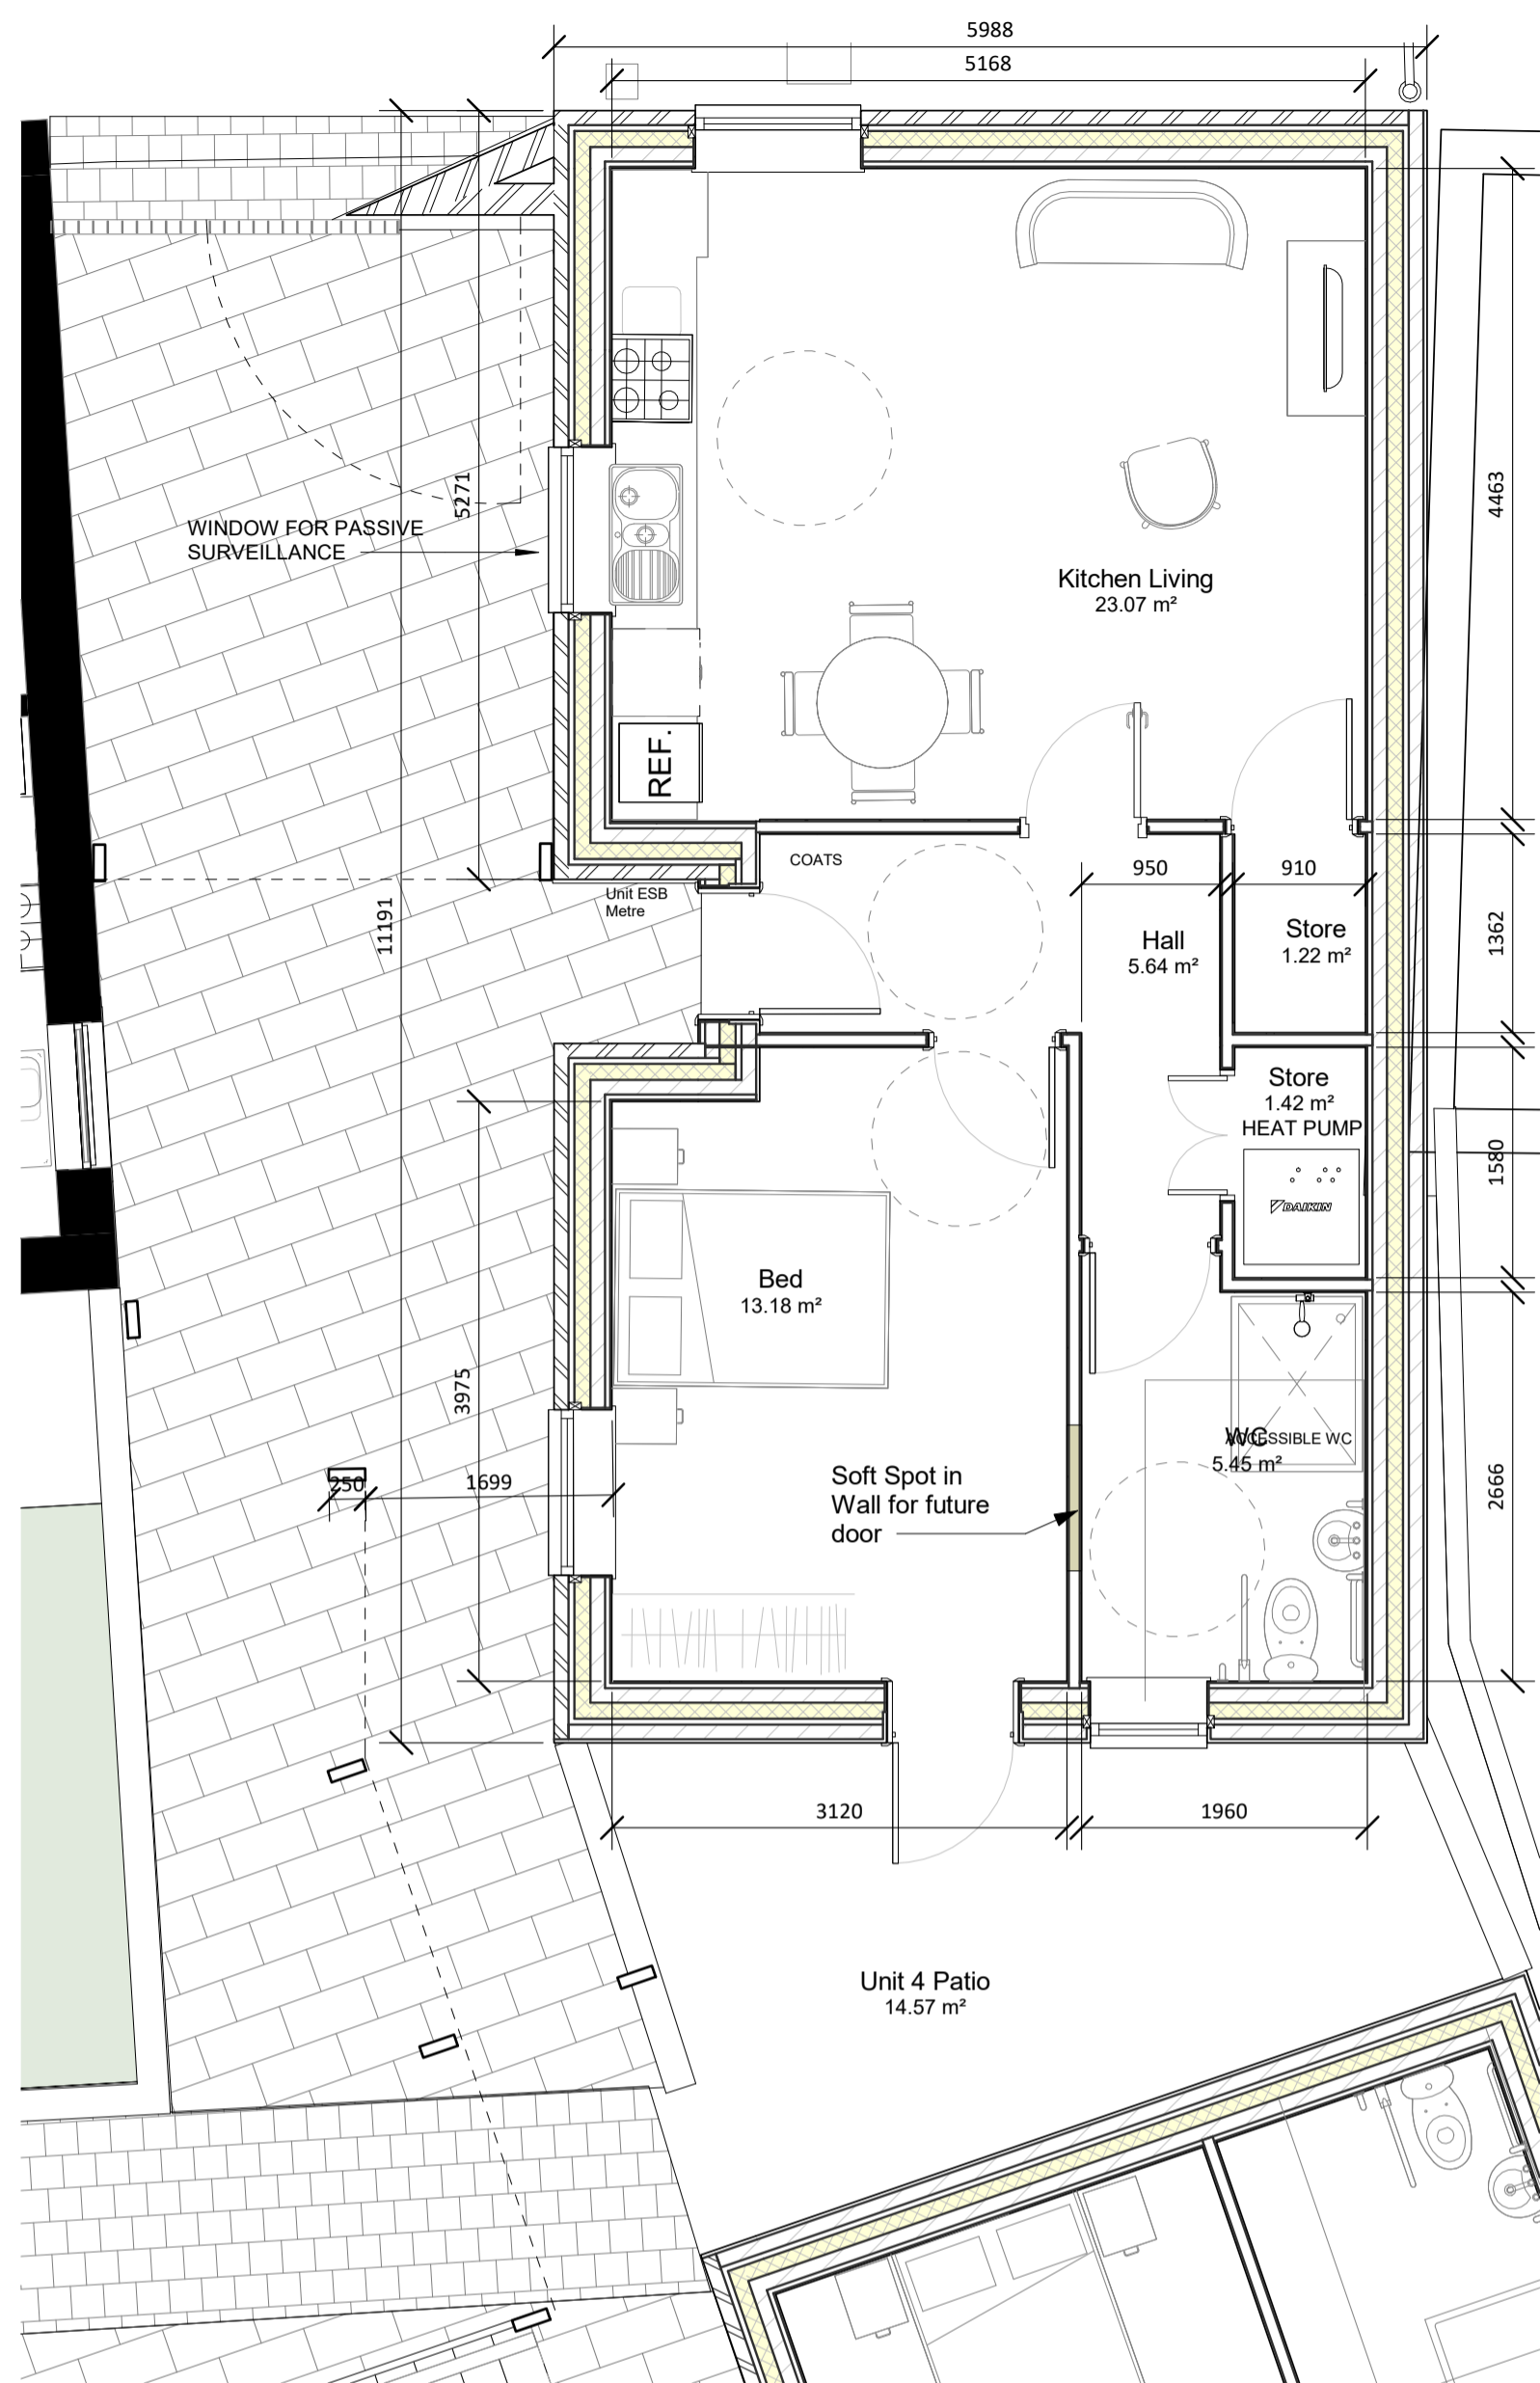 5988
5168
5271
WINDOW FOR PASSIVE
SURVEILLANCE
4463
Kitchen Living
23.07 m²
REF.
COATS
Unit ESB
Metre
950
910
11191
Hall
5.64 m²
Store
1.22 m²
1362
Store
1.42 m²
HEAT PUMP
1580
DAIKIN
Bed
13.18 m²
3975
WC
ACCESSIBLE WC
5.45 m²
250
1699
Soft Spot in
Wall for future
door
2666
3120
1960
Unit 4 Patio
14.57 m²